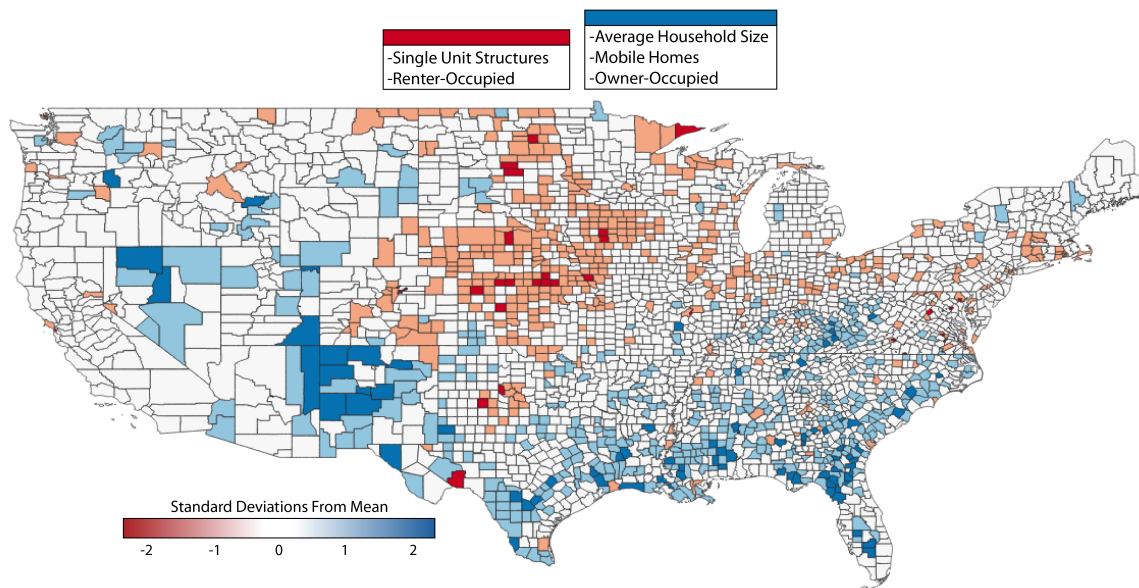 -Single Unit Structures
-Renter-Occupied
-Average Household Size
-Mobile Homes
-Owner-Occupied
Standard Deviations From Mean
-2 -1 0 1 2